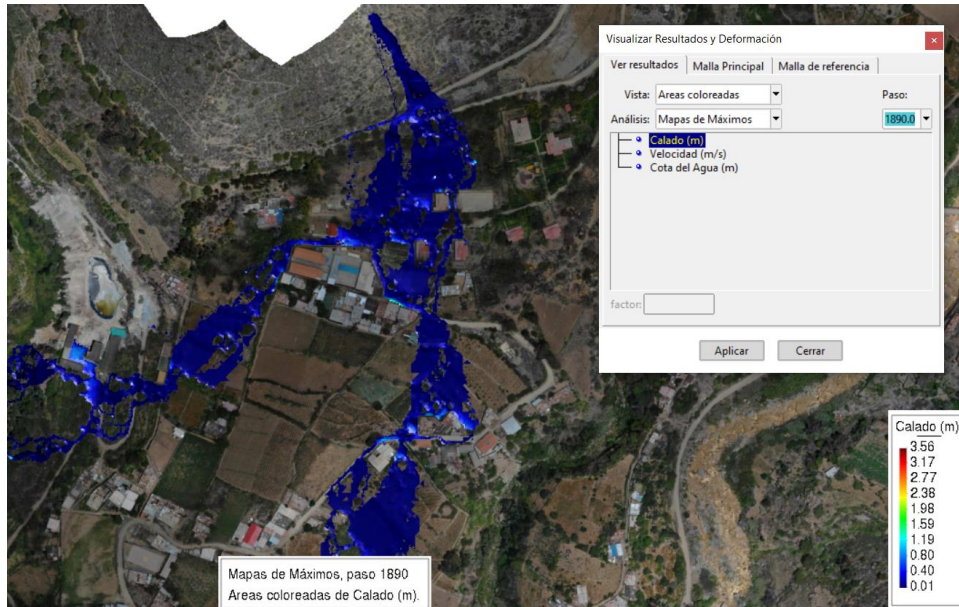 Visualizar Resultados y Deformación
Ver resultados Malla Principal Malla de referencia
Vista: Areas coloreadas Paso:
Análisis: Mapas de Máximos 1890.0
Calado (m)
Velocidad (m/s)
Cota del Agua (m)
factor:
Aplicar Cerrar
Calado (m)
3.56
3.17
2.77
2.38
1.98
1.59
1.19
0.80
0.40
0.01
Mapas de Máximos, paso 1890
Areas coloreadas de Calado (m).